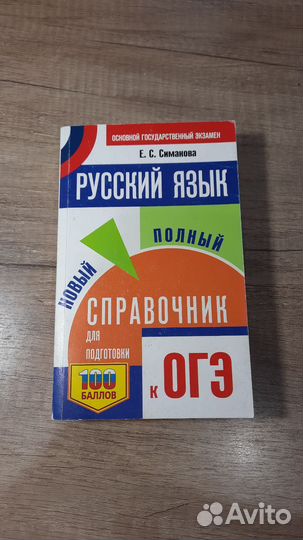 ОСНОВНОЙ ГОСУДАРСТВЕННЫЙ ЭКЗАМЕН
Е. С. Симакова
РУССКИЙ ЯЗЫК
НОВЫЙ
ПОЛНЫЙ
СПРАВОЧНИК
для
подготовки
100
БАЛЛОВ
к ОГЭ
Avito